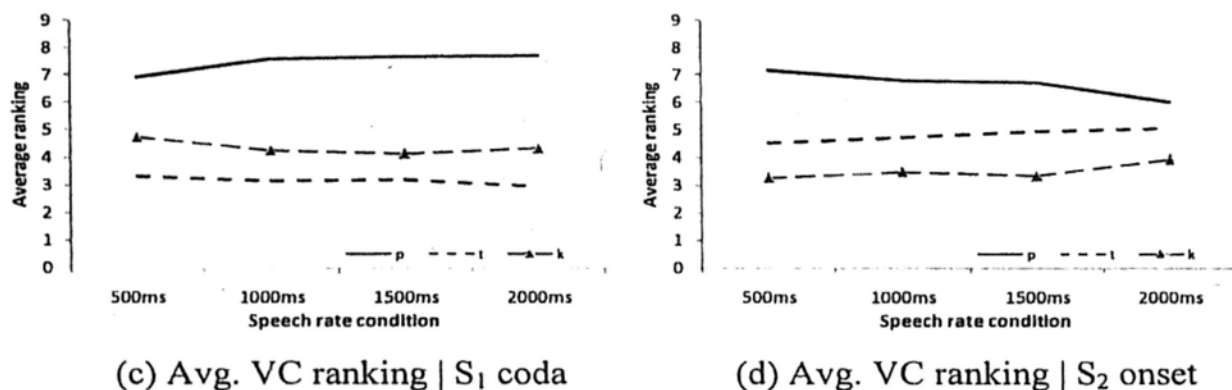 9
8
7
6
5
4
3
2
1
0
Average ranking
p t k
500ms 1000ms 1500ms 2000ms
Speech rate condition
(c) Avg. VC ranking | S₁ coda
9
8
7
6
5
4
3
2
1
0
Average ranking
p t k
500ms 1000ms 1500ms 2000ms
Speech rate condition
(d) Avg. VC ranking | S₂ onset